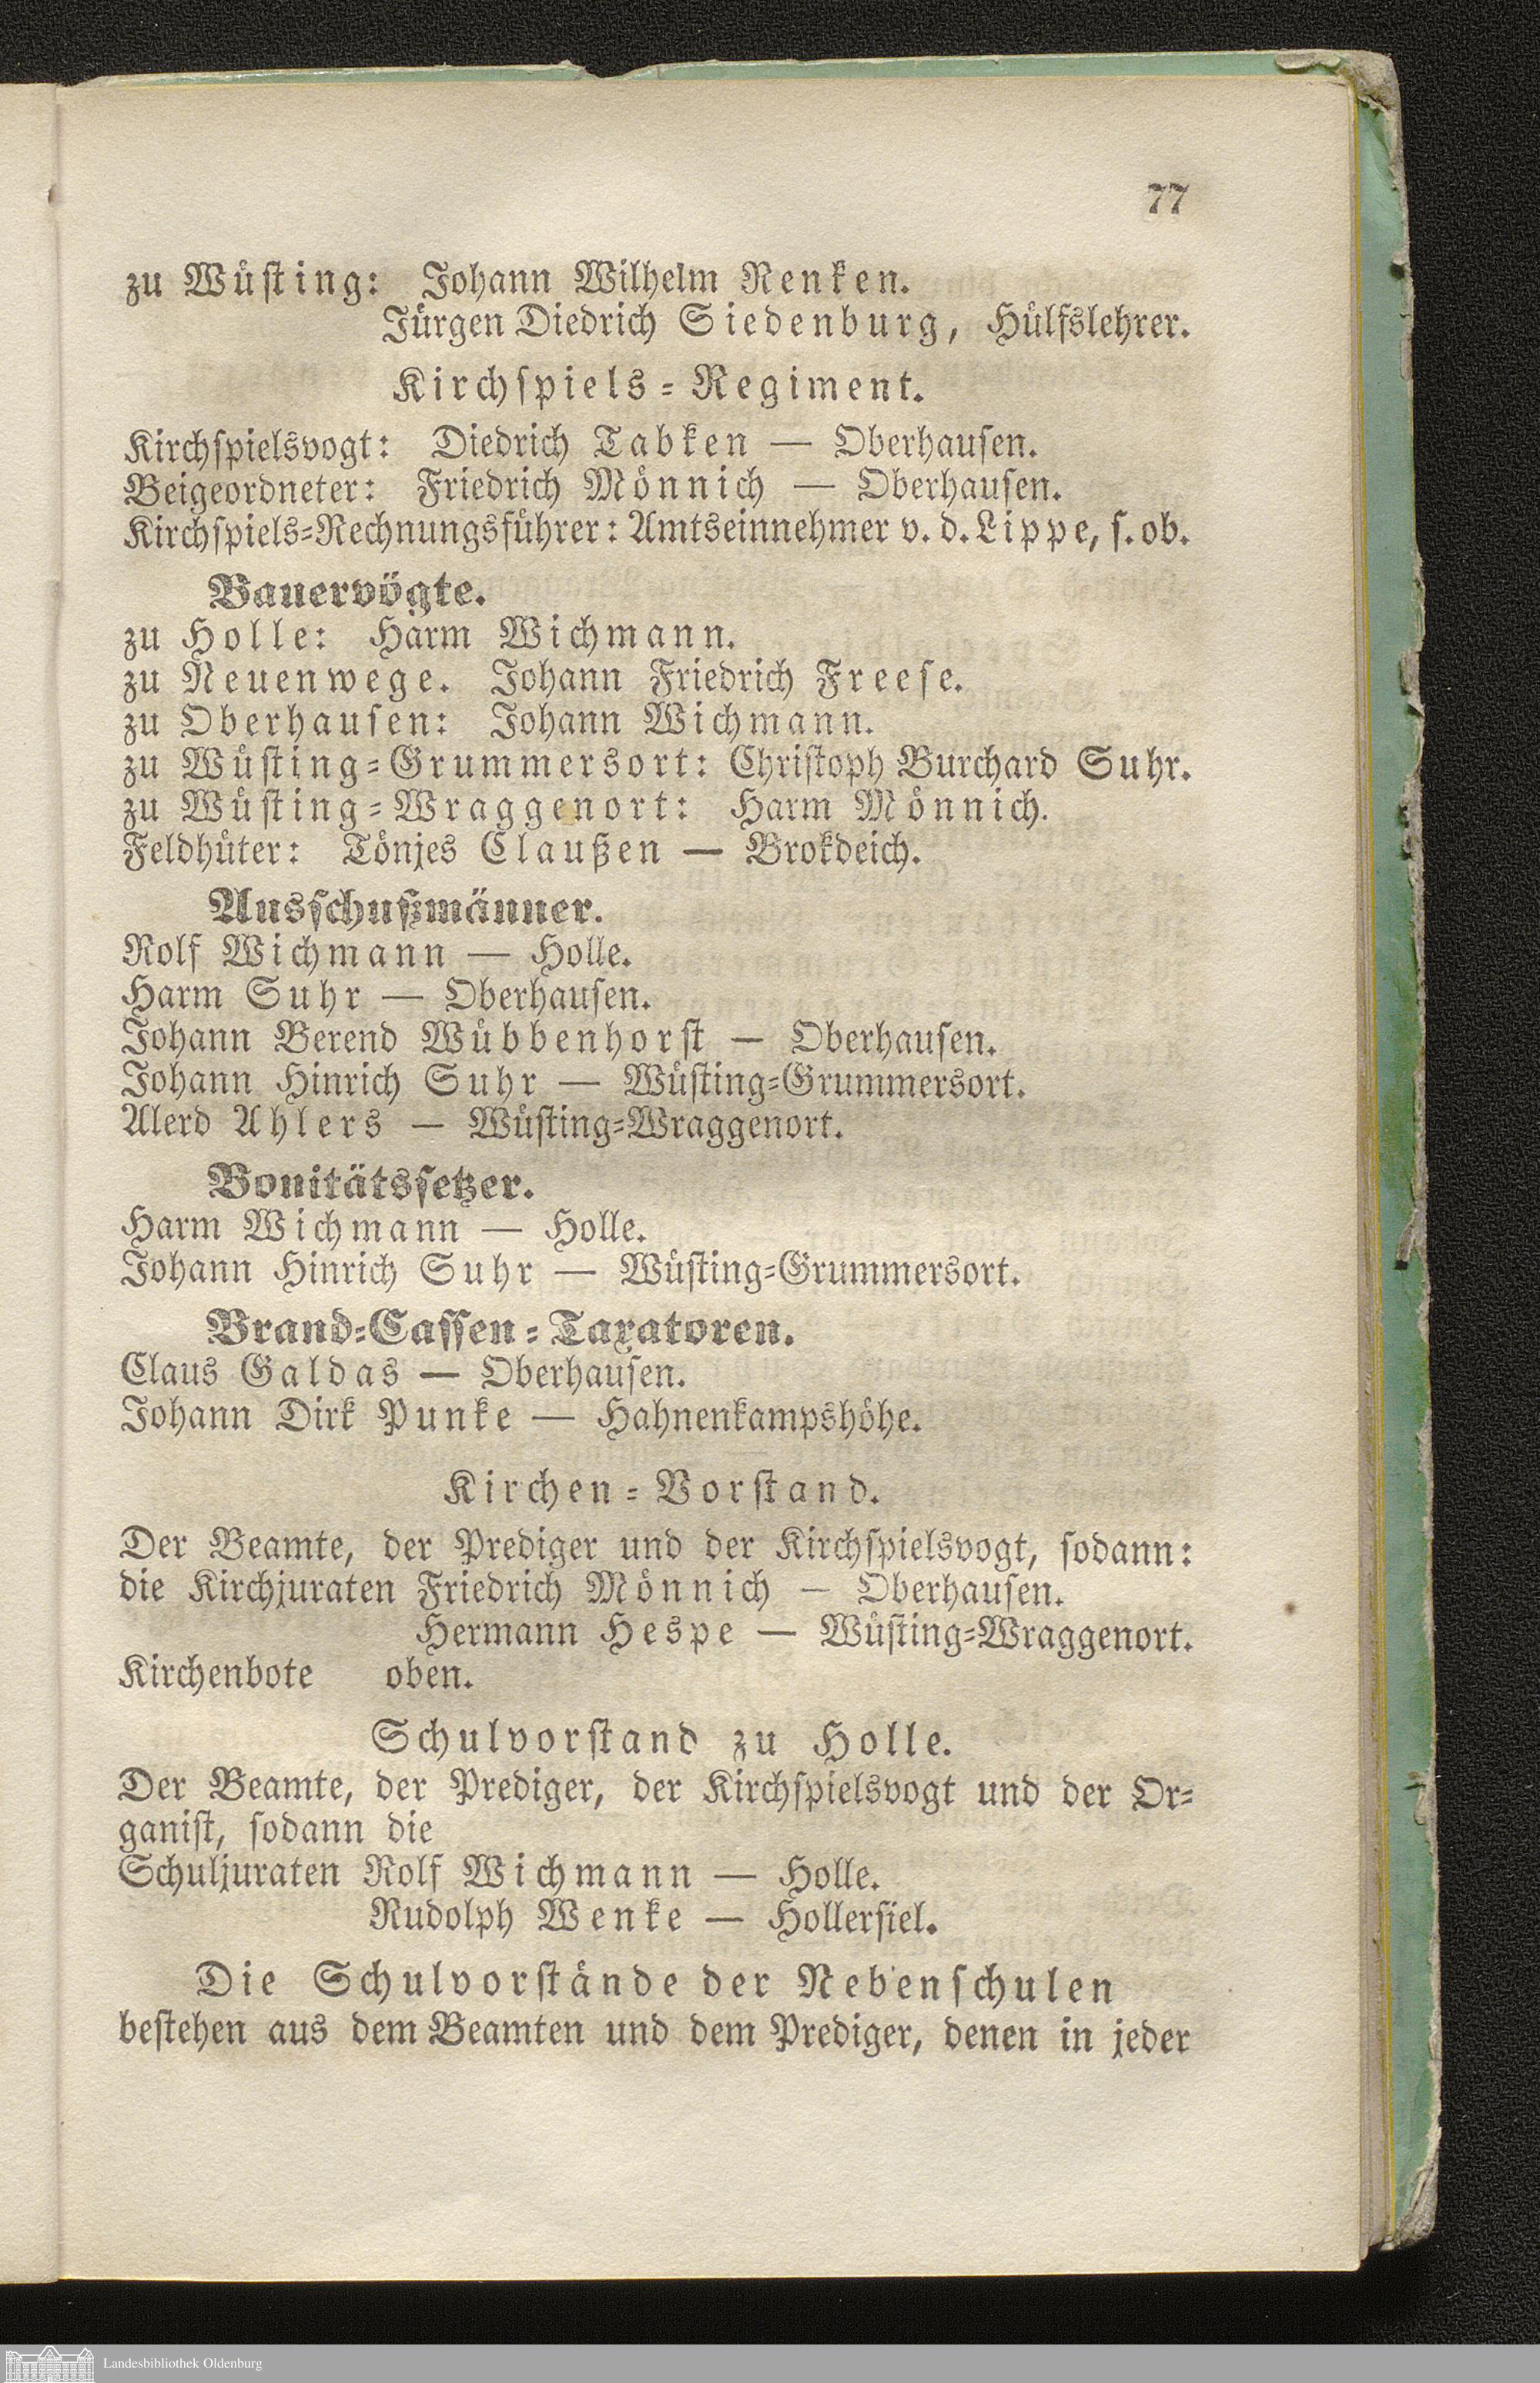 77
zu Wüsting: Johann Wilhelm Renken.
Jürgen Diedrich Siedenburg, Hülfslehrer.
Kirchspiels-Regiment.
Kirchspielsvogt: Diedrich Tabken — Oberhausen.
Beigeordneter: Friedrich Mönnich — Oberhausen.
Kirchspiels-Rechnungsführer: Amtseinnehmer v. d. Lippe, s. ob.
Bauervögte.
zu Holle: Harm Wichmann.
zu Neuenwege. Johann Friedrich Freese.
zu Oberhausen: Johann Wichmann.
zu Wüsting-Grummersort: Christoph Burchard Suhr.
zu Wüsting-Wraggenort: Harm Mönnich.
Feldhüter: Tönjes Claußen — Brokdeich.
Ausschußmänner.
Rolf Wichmann — Holle.
Harm Suhr — Oberhausen.
Johann Berend Wübbenhorst — Oberhausen.
Johann Hinrich Suhr — Wüsting-Grummersort.
Alerd Ahlers — Wüsting-Wraggenort.
Bonitätssetzer.
Harm Wichmann — Holle.
Johann Hinrich Suhr — Wüsting-Grummersort.
Brand-Cassen-Taxatoren.
Claus Galdas — Oberhausen.
Johann Dirk Punke — Hahnenkampshöhe.
Kirchen-Vorstand.
Der Beamte, der Prediger und der Kirchspielsvogt, sodann:
die Kirchjuraten Friedrich Mönnich — Oberhausen.
Hermann Hespe — Wüsting-Wraggenort.
Kirchenbote oben.
Schulvorstand zu Holle.
Der Beamte, der Prediger, der Kirchspielsvogt und der Or-
ganist, sodann die
Schuljuraten Rolf Wichmann — Holle.
Rudolph Wenke — Hollersiel.
Die Schulvorstände der Nebenschulen
bestehen aus dem Beamten und dem Prediger, denen in jeder
Landesbibliothek Oldenburg